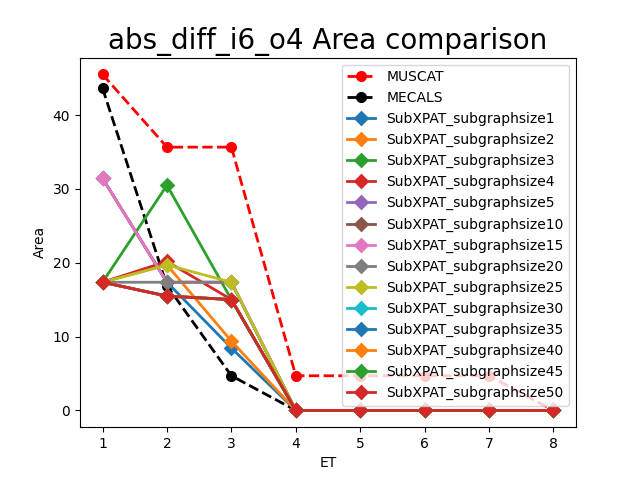 abs_diff_i6_o4 Area comparison
MUSCAT
MECALS
SubXPAT_subgraphsize1
SubXPAT_subgraphsize2
SubXPAT_subgraphsize3
SubXPAT_subgraphsize4
SubXPAT_subgraphsize5
SubXPAT_subgraphsize10
SubXPAT_subgraphsize15
SubXPAT_subgraphsize20
SubXPAT_subgraphsize25
SubXPAT_subgraphsize30
SubXPAT_subgraphsize35
SubXPAT_subgraphsize40
SubXPAT_subgraphsize45
SubXPAT_subgraphsize50
Area
40
30
20
10
0
1 2 3 4 5 6 7 8
ET